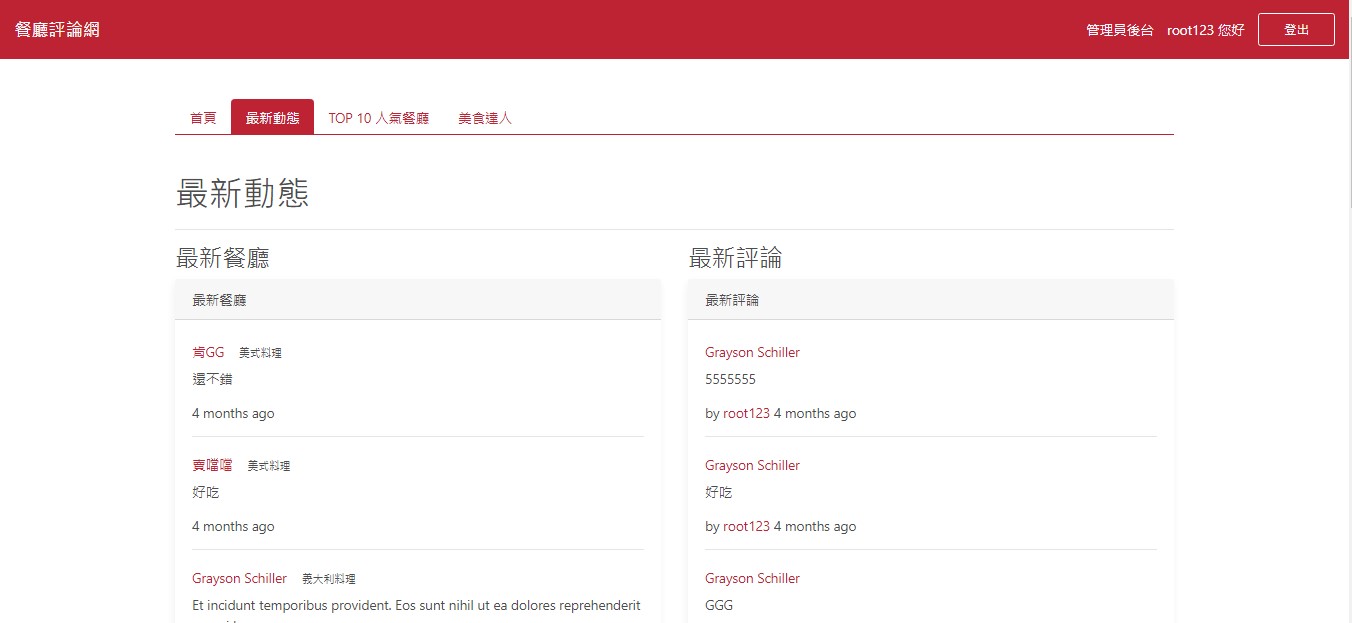 餐廳評論網
管理員後台 root123 您好 登出
首頁 最新動態 TOP 10 人氣餐廳 美食達人
最新動態
最新餐廳
最新餐廳
肯GG 美式料理
還不錯
4 months ago
賣噹噹 美式料理
好吃
4 months ago
Grayson Schiller 義大利料理
Et incidunt temporibus provident. Eos sunt nihil ut ea dolores reprehenderit
最新評論
最新評論
Grayson Schiller
5555555
by root123 4 months ago
Grayson Schiller
好吃
by root123 4 months ago
Grayson Schiller
GGG